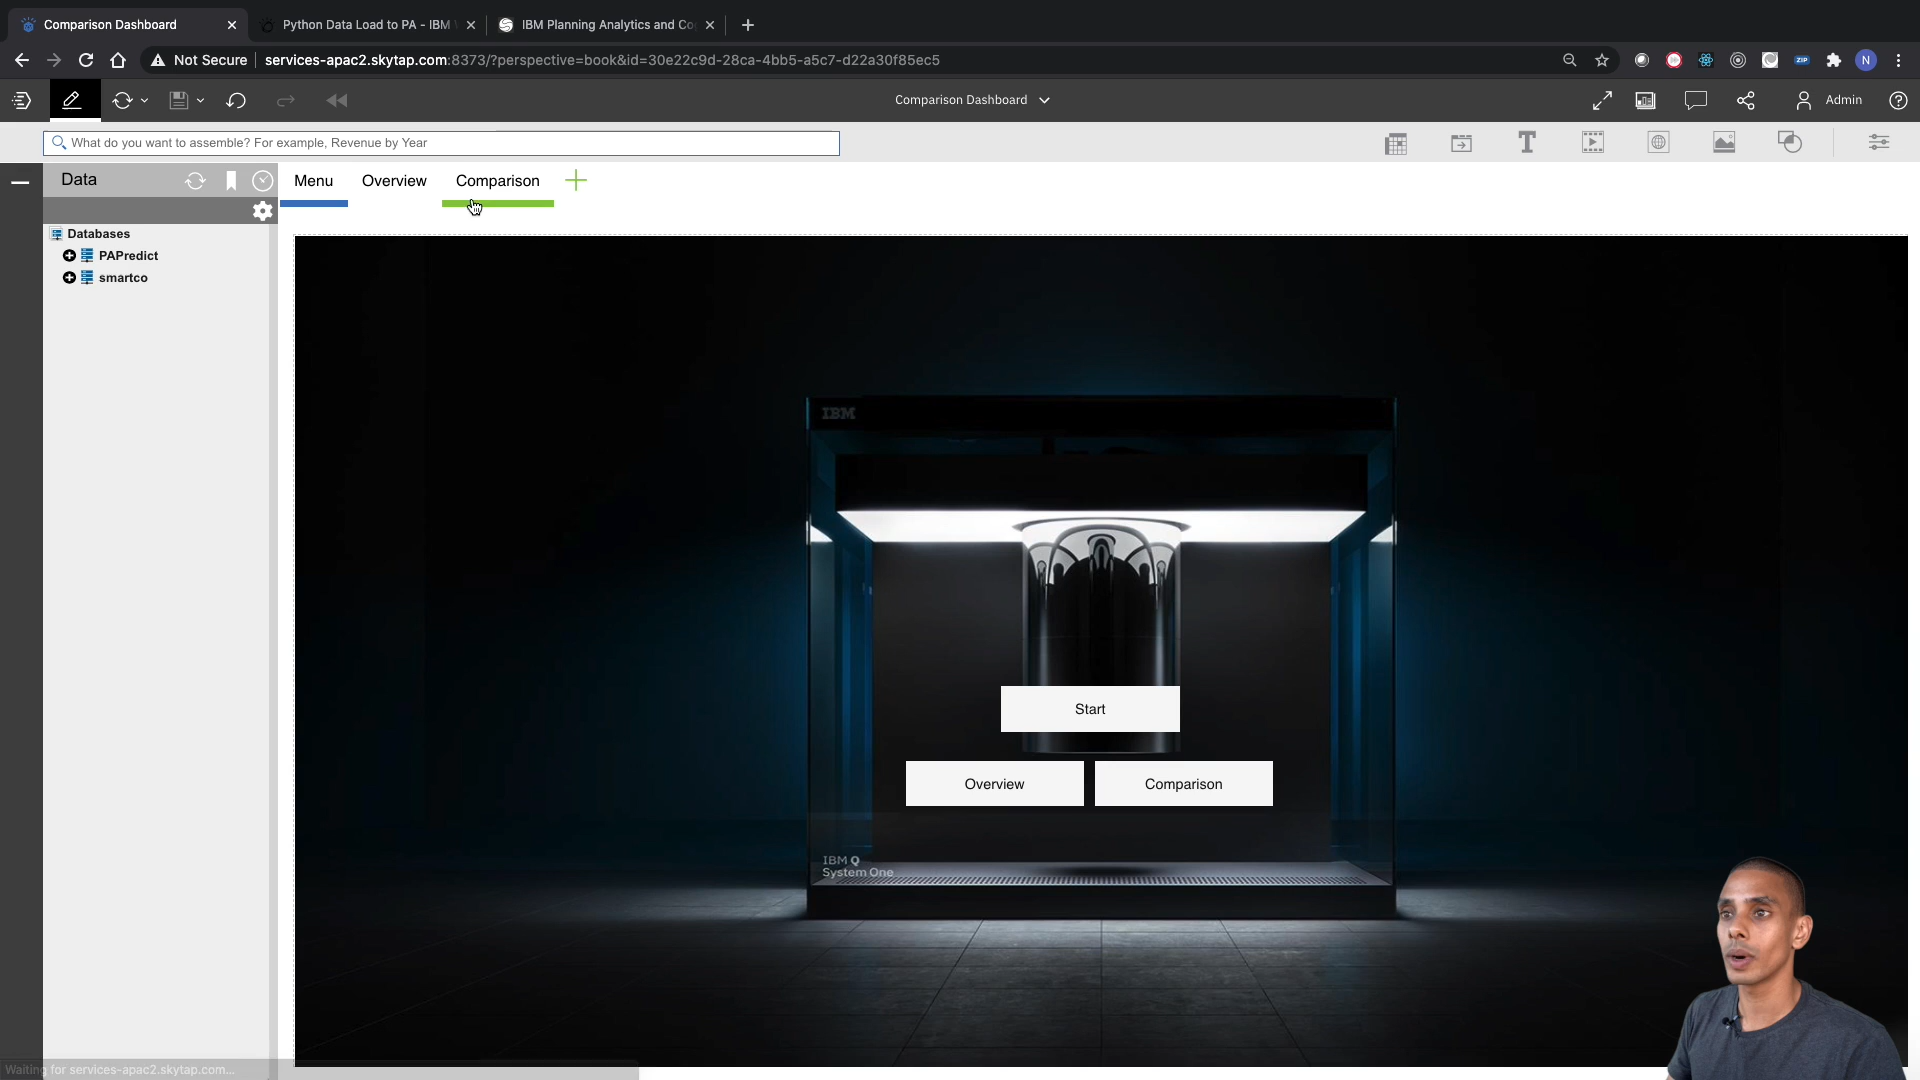 Comparison Dashboard
Python Data Load to PA - IBM
IBM Planning Analytics and Co
Not Secure
services-apac2.skytap.com:8373/?perspective=book&id=30e22c9d-28ca-4bb5-a5c7-d22a30f85ec5
ZIP
N
Comparison Dashboard
Admin
What do you want to assemble? For example, Revenue by Year
Data
Menu
Overview
Comparison
Databases
PAPredict
smartco
IBM
Start
Overview
Comparison
IBM Q
System One
Waiting for services-apac2.skytap.com...